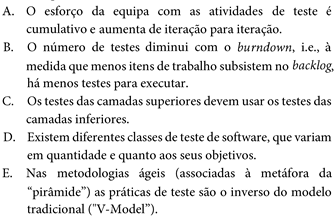 A. O esforço da equipa com as atividades de teste é
cumulativo e aumenta de iteração para iteração.
B. O número de testes diminui com o burndown, i.e., à
medida que menos itens de trabalho subsistem no backlog,
há menos testes para executar.
C. Os testes das camadas superiores devem usar os testes das
camadas inferiores.
D. Existem diferentes classes de teste de software, que variam
em quantidade e quanto aos seus objetivos.
E. Nas metodologias ágeis (associadas à metáfora da
“pirâmide”) as práticas de teste são o inverso do modelo
tradicional ("V-Model”).